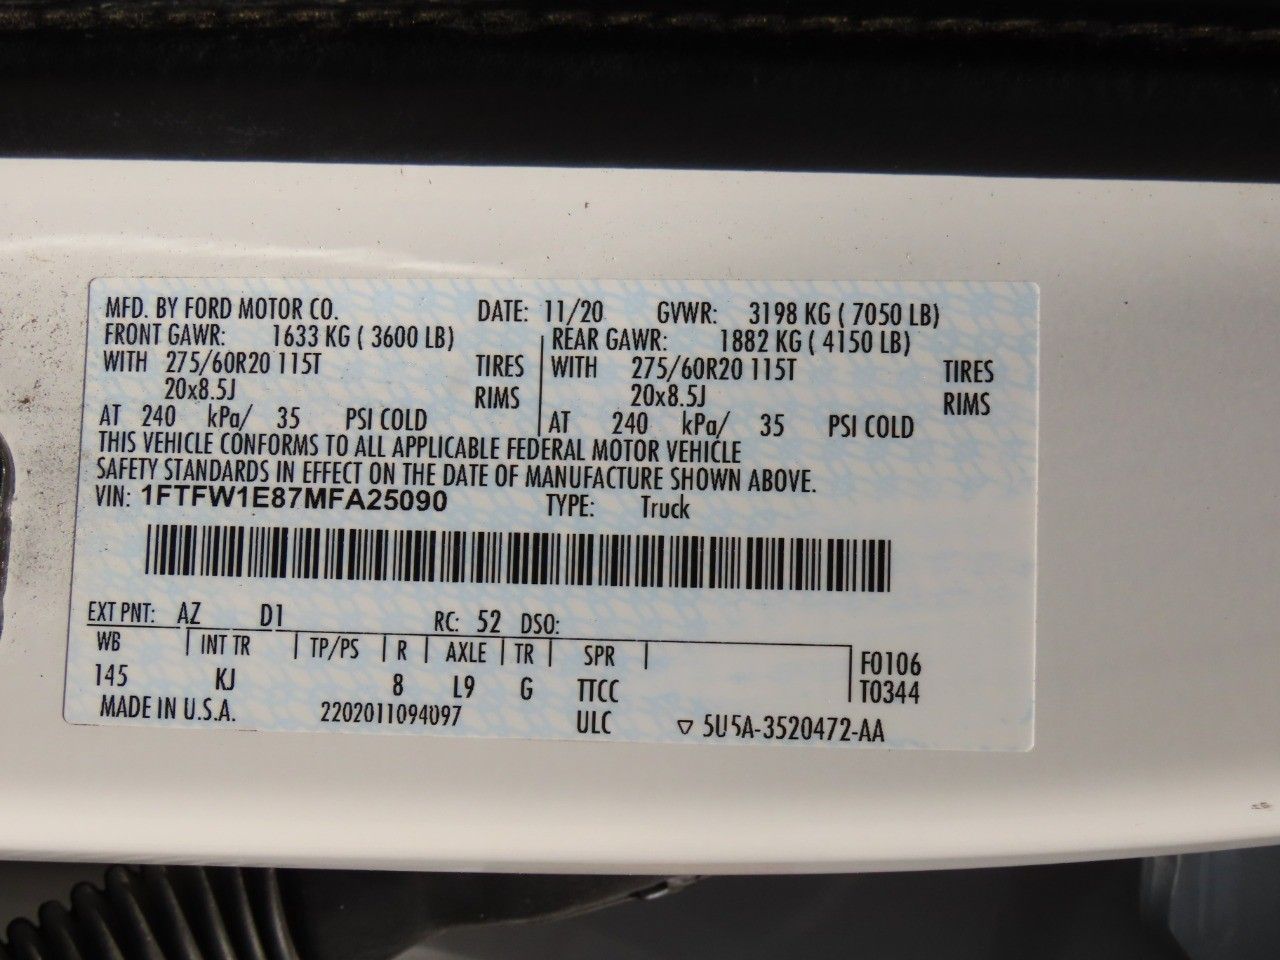 MFD. BY FORD MOTOR CO. DATE: 11/20 GVWR: 3198 KG ( 7050 LB)
FRONT GAWR: 1633 KG ( 3600 LB) REAR GAWR: 1882 KG ( 4150 LB)
WITH 275/60R20 115T TIRES WITH 275/60R20 115T TIRES
20x8.5J RIMS 20x8.5J RIMS
AT 240 kPa/ 35 PSI COLD AT 240 kPa/ 35 PSI COLD
THIS VEHICLE CONFORMS TO ALL APPLICABLE FEDERAL MOTOR VEHICLE
SAFETY STANDARDS IN EFFECT ON THE DATE OF MANUFACTURE SHOWN ABOVE.
VIN: 1FTFW1E87MFA25090 TYPE: Truck
EXT PNT: AZ D1 RC: 52 DSO:
WB INT TR TP/PS R AXLE TR SPR F0106
145 KJ 8 L9 G TTCC T0344
MADE IN U.S.A. 2202011094097 ULC ▽ 5U5A-3520472-AA